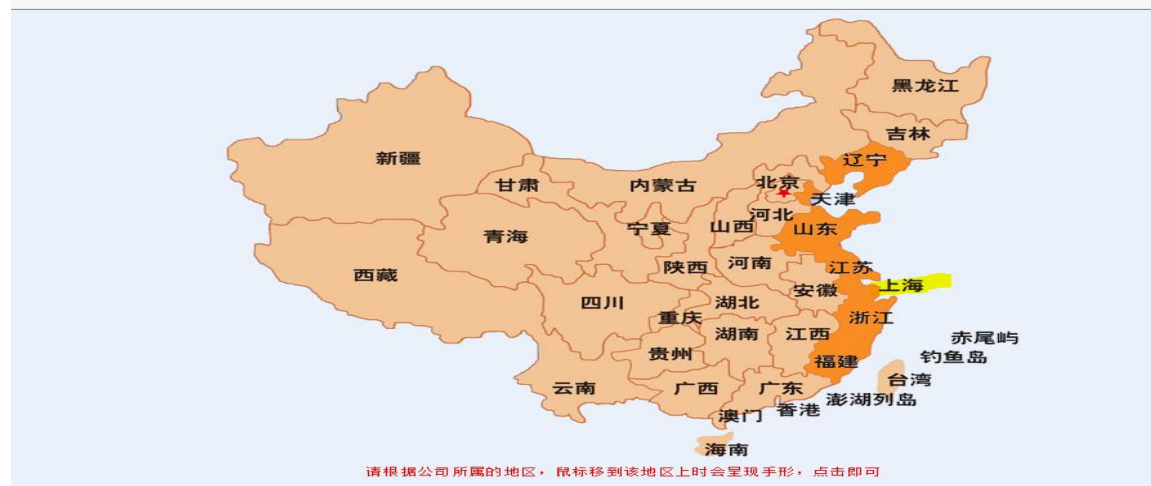 黑龙江
吉林
辽宁
新疆
甘肃
内蒙古
北京
天津
河北
山西
宁夏
青海
山东
西藏
陕西
河南
江苏
安徽
上海
四川
湖北
重庆
浙江
湖南
江西
赤尾屿
钓鱼岛
贵州
福建
台湾
云南
广西
广东
澎湖列岛
香港
澳门
海南
请根据公司所属的地区，鼠标移到该地区上时会呈现手形，点击即可